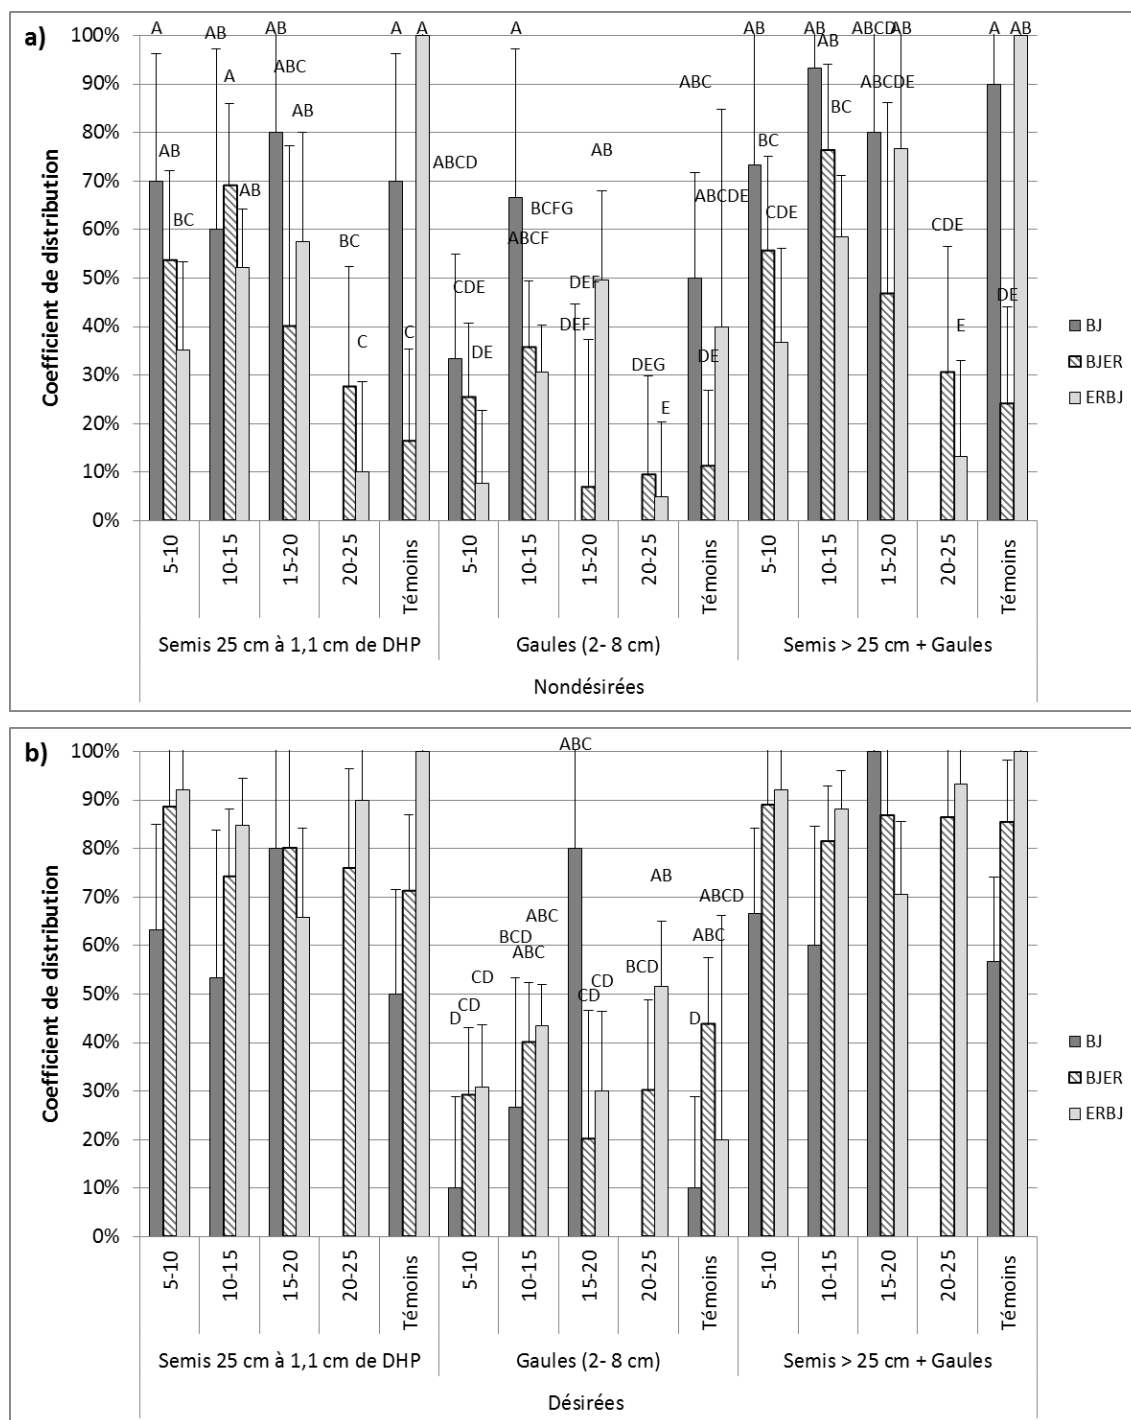 a)
Coefficient de distribution
100%
90%
80%
70%
60%
50%
40%
30%
20%
10%
0%
A AB AB A A A AB AB ABCD AB A AB
ABC A ABC AB ABCDE
AB BC
AB AB BC ABCD AB BC
BC AB BCFG ABCDE CDE
BC ABCF CDE
CDE DEF DE
C C DE DEF DEG DE E
E
5-10
10-15
15-20
20-25
Témoins
5-10
10-15
15-20
20-25
Témoins
5-10
10-15
15-20
20-25
Témoins
Semis 25 cm à 1,1 cm de DHP
Gaules (2- 8 cm)
Semis > 25 cm + Gaules
Nondésirées
BJ
BJER
ERBJ
b)
Coefficient de distribution
100%
90%
80%
70%
60%
50%
40%
30%
20%
10%
0%
ABC
AB
ABC ABCD
BCD ABC
ABC
CD CD BCD
CD CD
D D
5-10
10-15
15-20
20-25
Témoins
5-10
10-15
15-20
20-25
Témoins
5-10
10-15
15-20
20-25
Témoins
Semis 25 cm à 1,1 cm de DHP
Gaules (2- 8 cm)
Semis > 25 cm + Gaules
Désirées
BJ
BJER
ERBJ